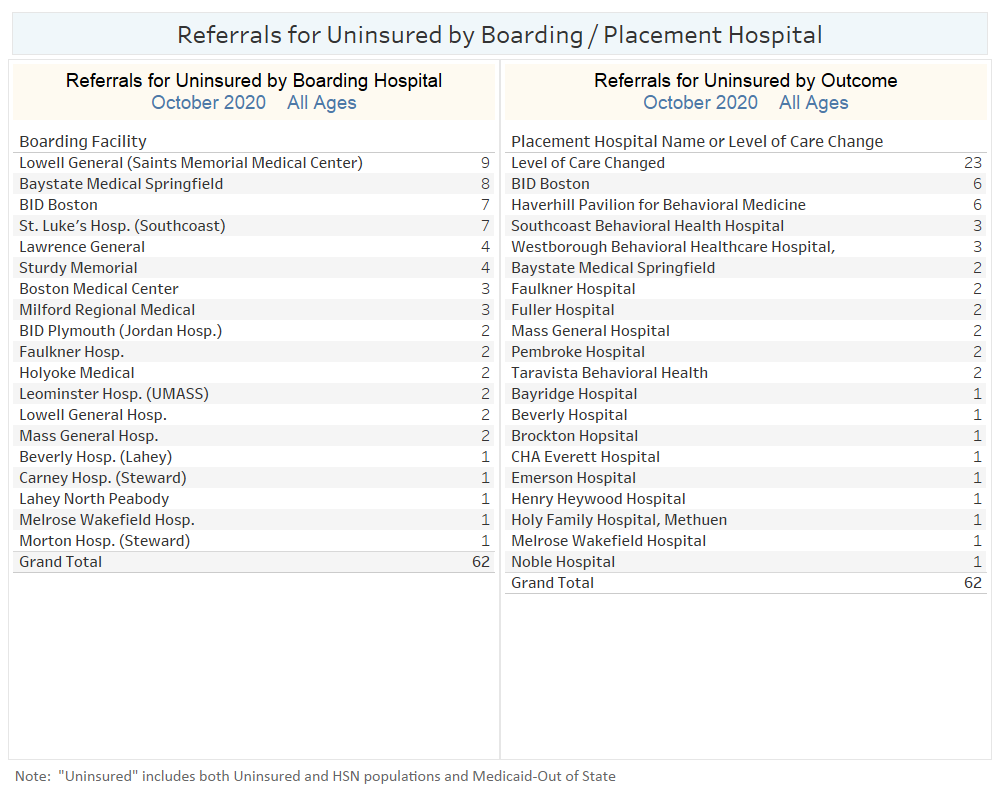 Referrals for Uninsured by Boarding / Placement Hospital
Referrals for Uninsured by Boarding Hospital
October 2020 All Ages
Boarding Facility
Lowell General (Saints Memorial Medical Center) 9
Baystate Medical Springfield 8
BID Boston 7
St. Luke’s Hosp. (Southcoast) 7
Lawrence General 4
Sturdy Memorial 4
Boston Medical Center 3
Milford Regional Medical 3
BID Plymouth (Jordan Hosp.) 2
Faulkner Hosp. 2
Holyoke Medical 2
Leominster Hosp. (UMASS) 2
Lowell General Hosp. 2
Mass General Hosp. 2
Beverly Hosp. (Lahey) 1
Carney Hosp. (Steward) 1
Lahey North Peabody 1
Melrose Wakefield Hosp. 1
Morton Hosp. (Steward) 1
Grand Total 62
Referrals for Uninsured by Outcome
October 2020 All Ages
Placement Hospital Name or Level of Care Change
Level of Care Changed 23
BID Boston 6
Haverhill Pavilion for Behavioral Medicine 6
Southcoast Behavioral Health Hospital 3
Westborough Behavioral Healthcare Hospital, 3
Baystate Medical Springfield 2
Faulkner Hospital 2
Fuller Hospital 2
Mass General Hospital 2
Pembroke Hospital 2
Taravista Behavioral Health 2
Bayridge Hospital 1
Beverly Hospital 1
Brockton Hopsital 1
CHA Everett Hospital 1
Emerson Hospital 1
Henry Heywood Hospital 1
Holy Family Hospital, Methuen 1
Melrose Wakefield Hospital 1
Noble Hospital 1
Grand Total 62
Note: "Uninsured" includes both Uninsured and HSN populations and Medicaid-Out of State